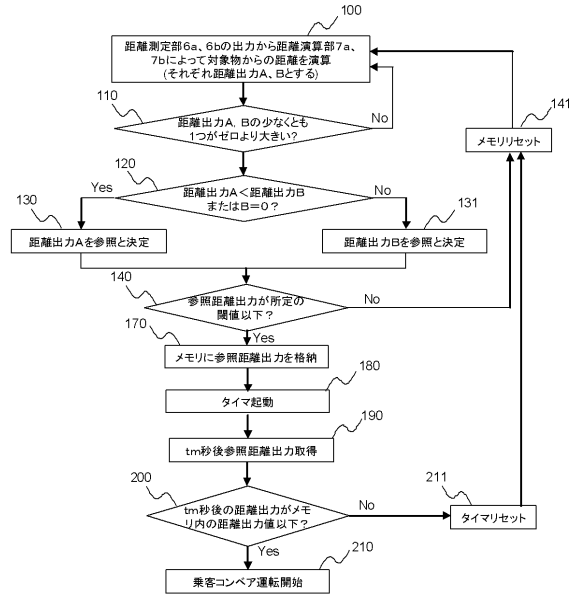 100
距離測定部6a、6bの出力から距離演算部7a、
7bによって対象物からの距離を演算
(それぞれ距離出力A、Bとする)
110
距離出力A，Bの少なくとも
1つがゼロより大きい？
No
141
メモリリセット
120
Yes
距離出力A＜距離出力B
またはB＝0？
No
130
距離出力Aを参照と決定
131
距離出力Bを参照と決定
140
参照距離出力が所定の
閾値以下？
No
Yes
170
メモリに参照距離出力を格納
180
タイマ起動
190
tm秒後参照距離出力取得
200
tm秒後の距離出力がメモ
リ内の距離出力値以下？
No
211
タイマリセット
Yes
210
乗客コンベア運転開始